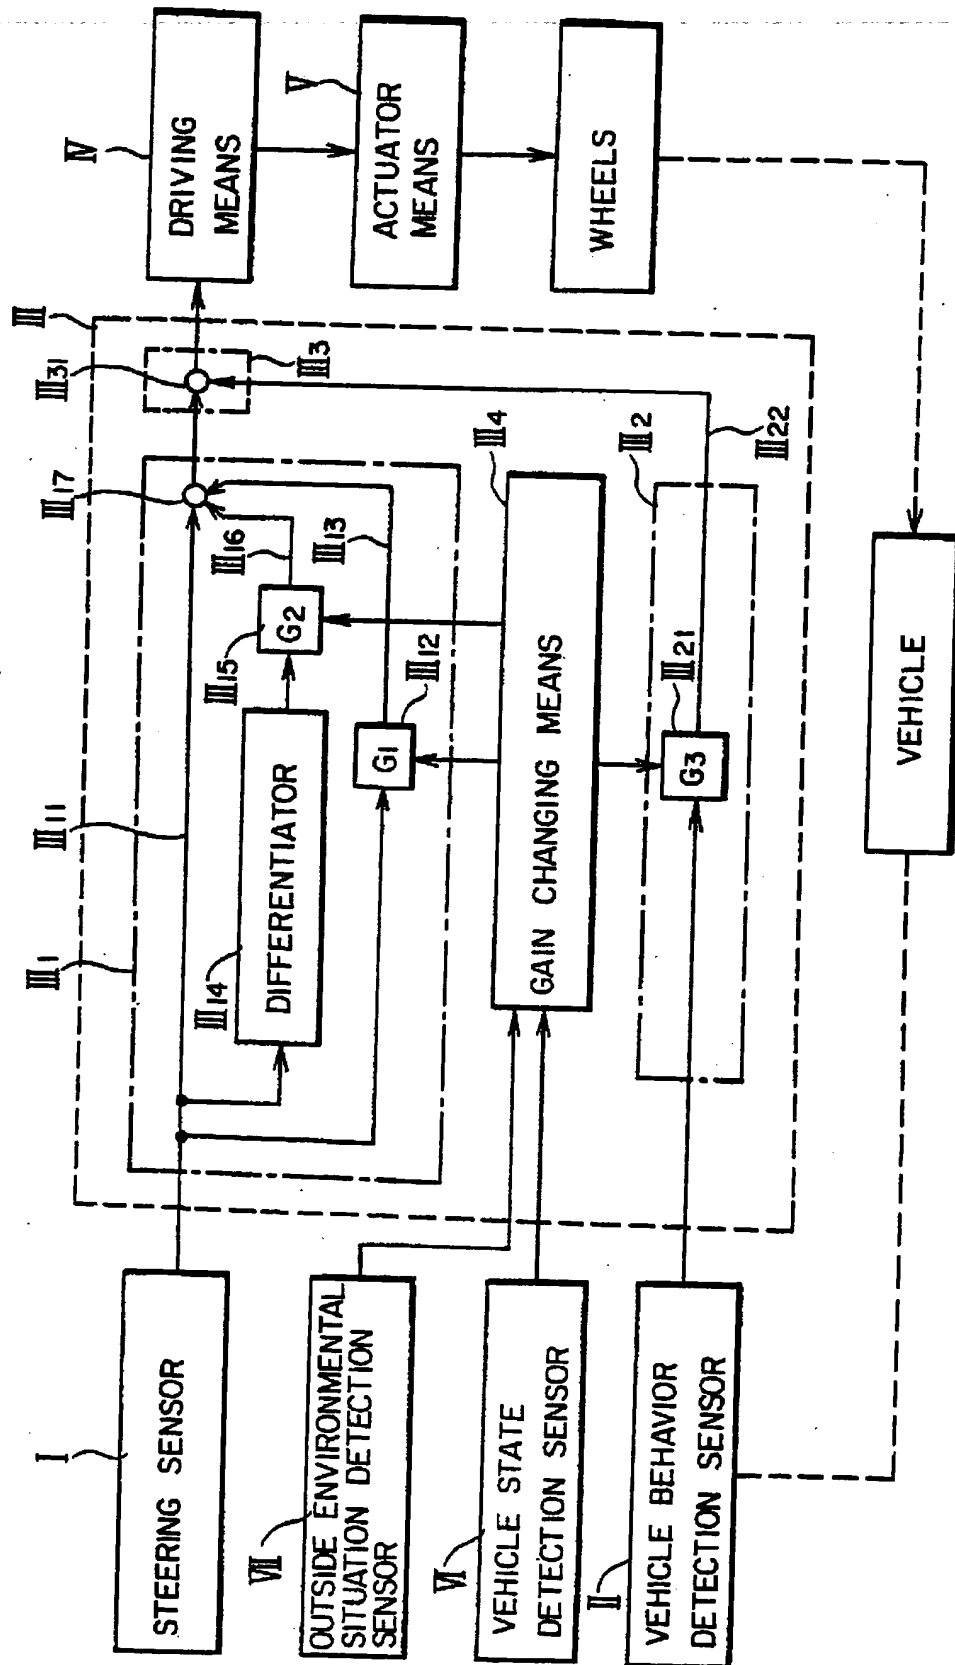 I
STEERING SENSOR
VII
OUTSIDE ENVIRONMENTAL
SITUATION DETECTION
SENSOR
VI
VEHICLE STATE
DETECTION SENSOR
II
VEHICLE BEHAVIOR
DETECTION SENSOR
III
III1
III11
III14
DIFFERENTIATOR
III15
G2
III16
III17
G1
III12
III13
III4
GAIN CHANGING MEANS
III2
G3
III21
III22
III31
III3
IV
DRIVING
MEANS
V
ACTUATOR
MEANS
WHEELS
VEHICLE